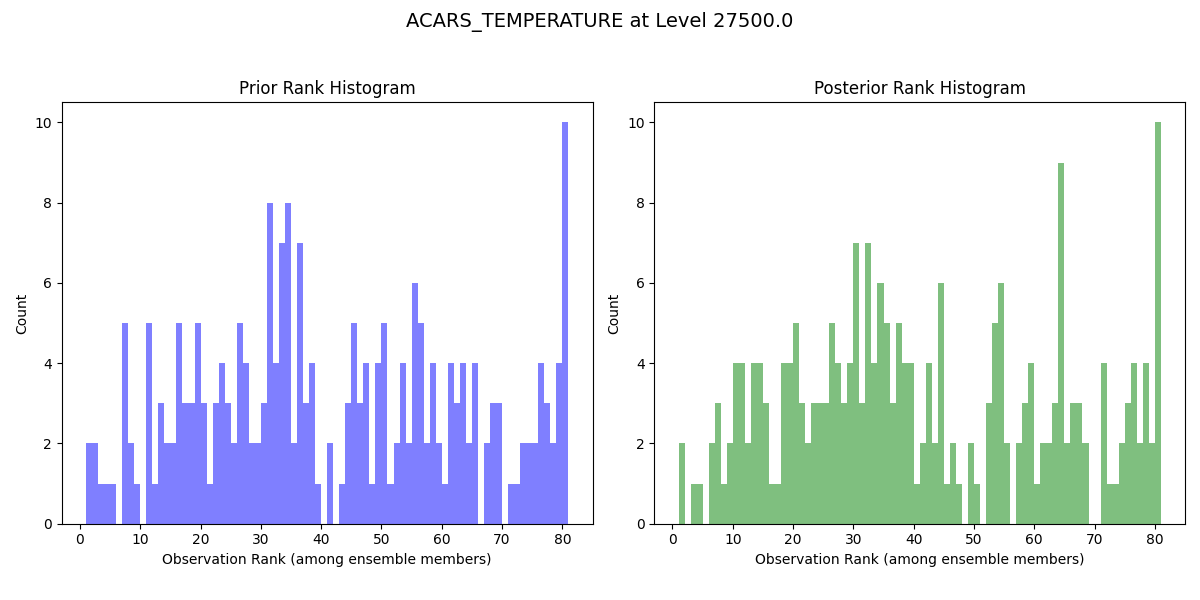 ACARS_TEMPERATURE at Level 27500.0
Prior Rank Histogram
Count
10
8
6
4
2
0
0 10 20 30 40 50 60 70 80
Observation Rank (among ensemble members)
Posterior Rank Histogram
Count
10
8
6
4
2
0
0 10 20 30 40 50 60 70 80
Observation Rank (among ensemble members)